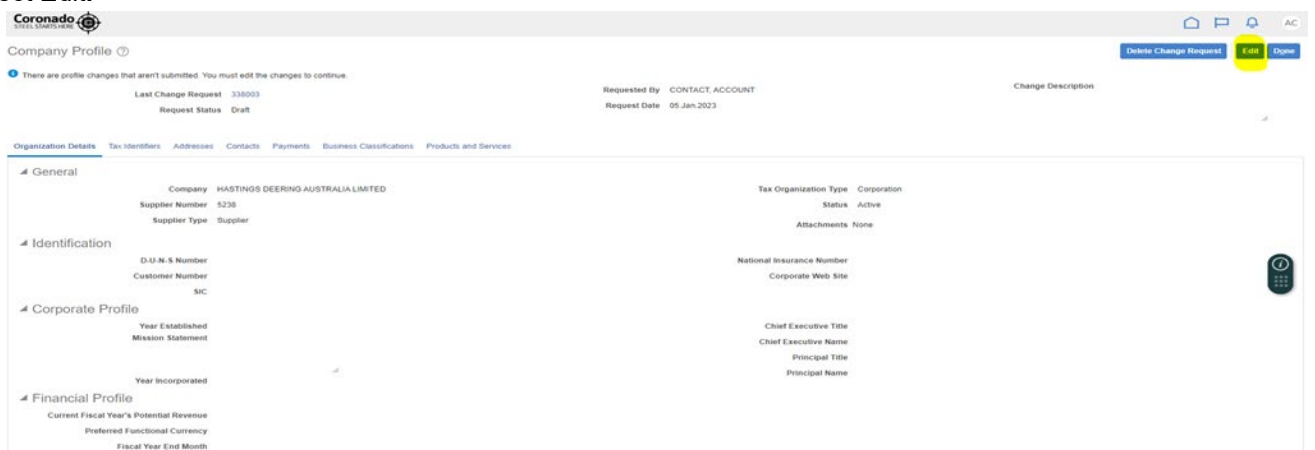 Coronado
STEEL STARTS HERE
AC
Company Profile
Delete Change Request Edit Done
There are profile changes that aren't submitted. You must edit the changes to continue.
Last Change Request 338003
Requested By CONTACT, ACCOUNT
Change Description
Request Status Draft
Request Date 05.Jan.2023
Organization Details Tax Identifiers Addresses Contacts Payments Business Classifications Products and Services
General
Company HASTINGS DEERING AUSTRALIA LIMITED
Tax Organization Type Corporation
Supplier Number 5238
Status Active
Supplier Type Supplier
Attachments None
Identification
D-U-N-S Number
National Insurance Number
Customer Number
Corporate Web Site
SIC
Corporate Profile
Year Established
Chief Executive Title
Mission Statement
Chief Executive Name
Principal Title
Principal Name
Year Incorporated
Financial Profile
Current Fiscal Year's Potential Revenue
Preferred Functional Currency
Fiscal Year End Month